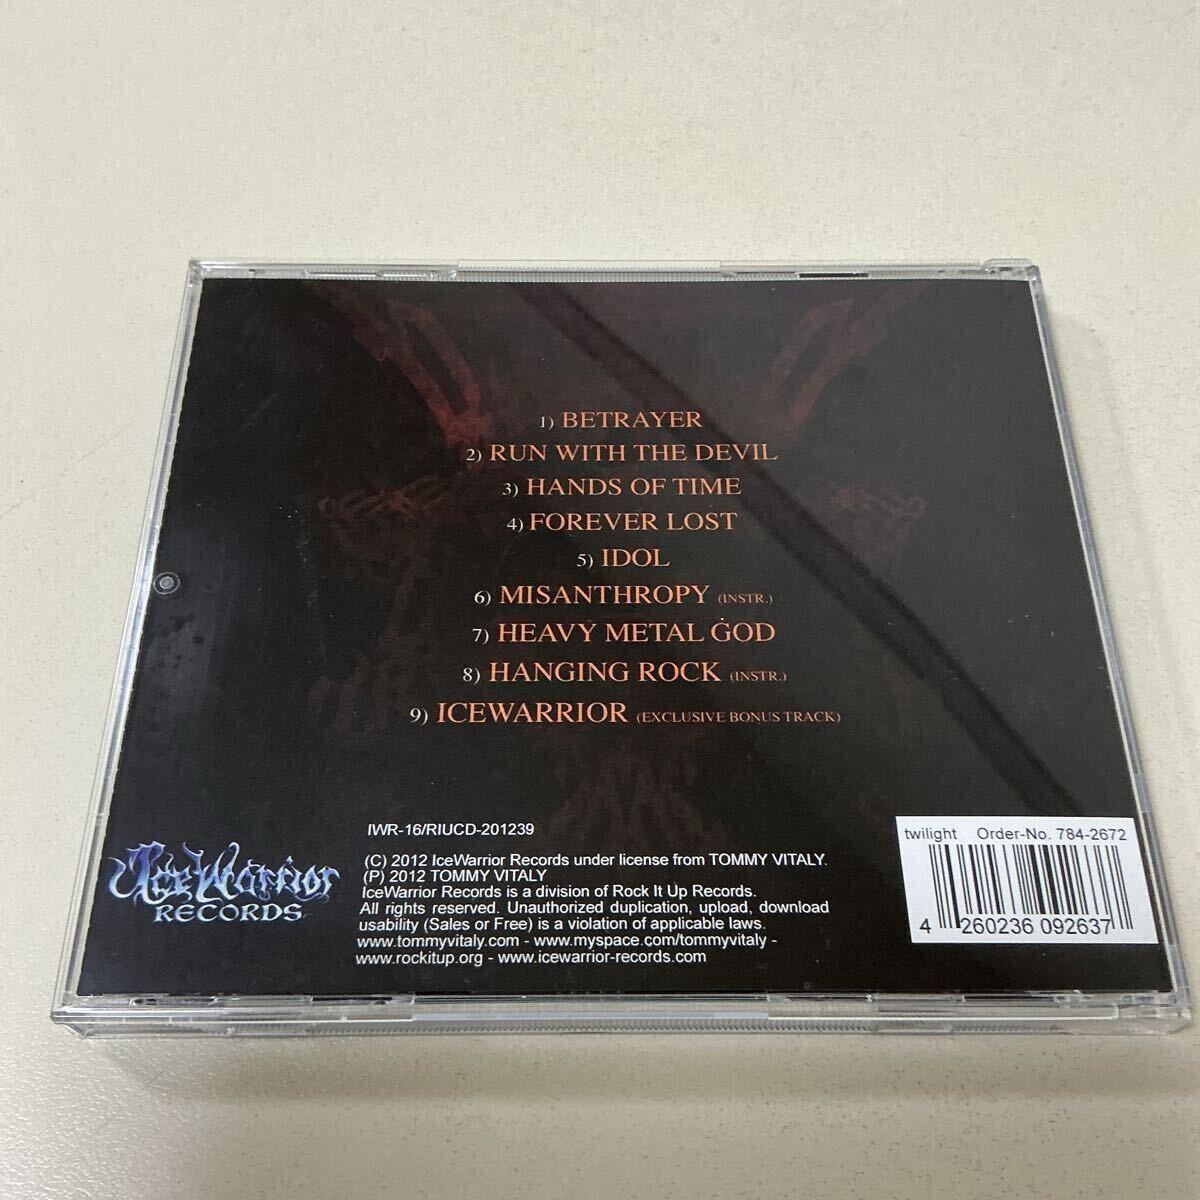 1) BETRAYER
2) RUN WITH THE DEVIL
3) HANDS OF TIME
4) FOREVER LOST
5) IDOL
6) MISANTHROPY (INSTR.)
7) HEAVY METAL GOD
8) HANGING ROCK (INSTR.)
9) ICEWARRIOR (EXCLUSIVE BONUS TRACK)
IceWarrior
RECORDS
IWR-16/RIUCD-201239
(C) 2012 IceWarrior Records under license from TOMMY VITALY.
(P) 2012 TOMMY VITALY
IceWarrior Records is a division of Rock It Up Records.
All rights reserved. Unauthorized duplication, upload, download
usability (Sales or Free) is a violation of applicable laws.
www.tommyvitaly.com - www.myspace.com/tommyvitaly -
www.rockitup.org - www.icewarrior-records.com
twilight Order-No. 784-2672
4 260236 092637